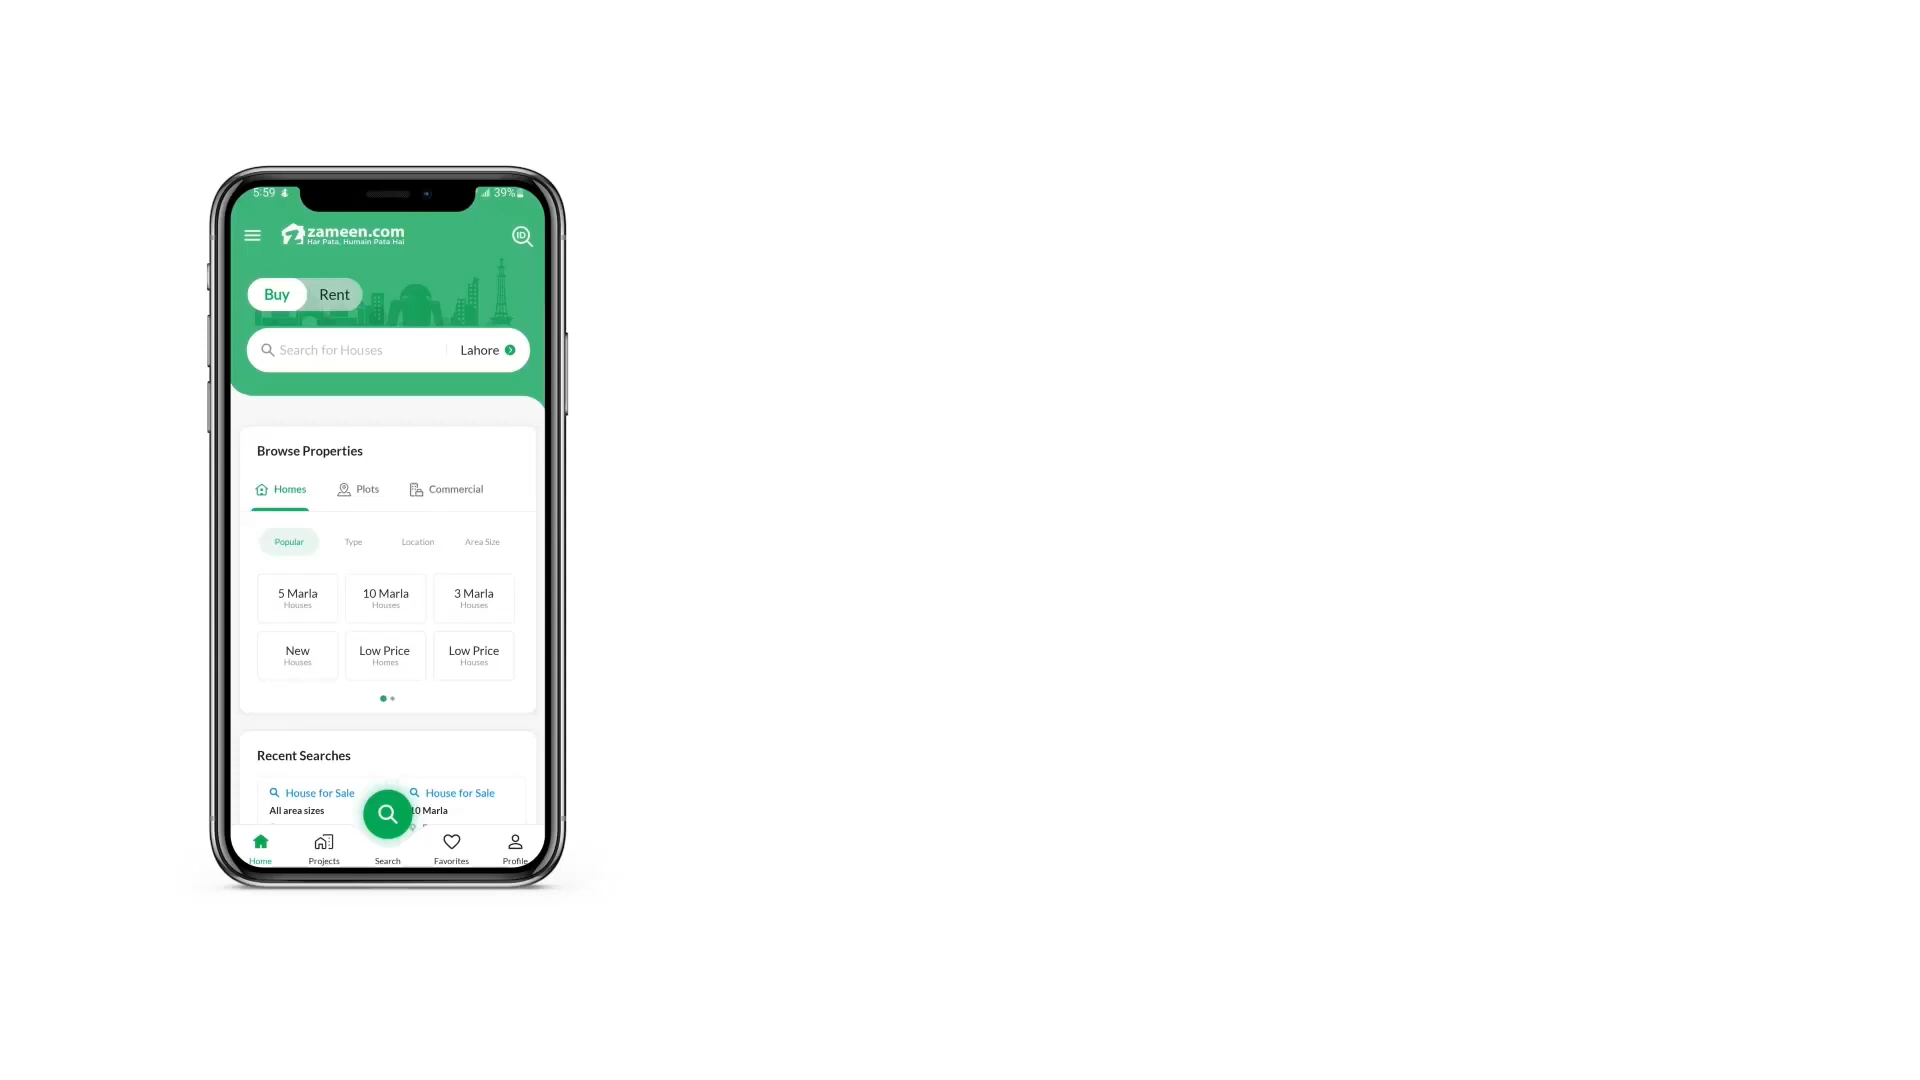 5:59
39%
zameen.com
Har Pata, Humain Pata Hai
ID
Buy Rent
Search for Houses Lahore
Browse Properties
Homes Plots Commercial
Popular Type Location Area Size
5 Marla 10 Marla 3 Marla
Houses Houses Houses
New Low Price Low Price
Houses Homes Houses
Recent Searches
House for Sale House for Sale
All area sizes 10 Marla
Home Projects Search Favorites Profile